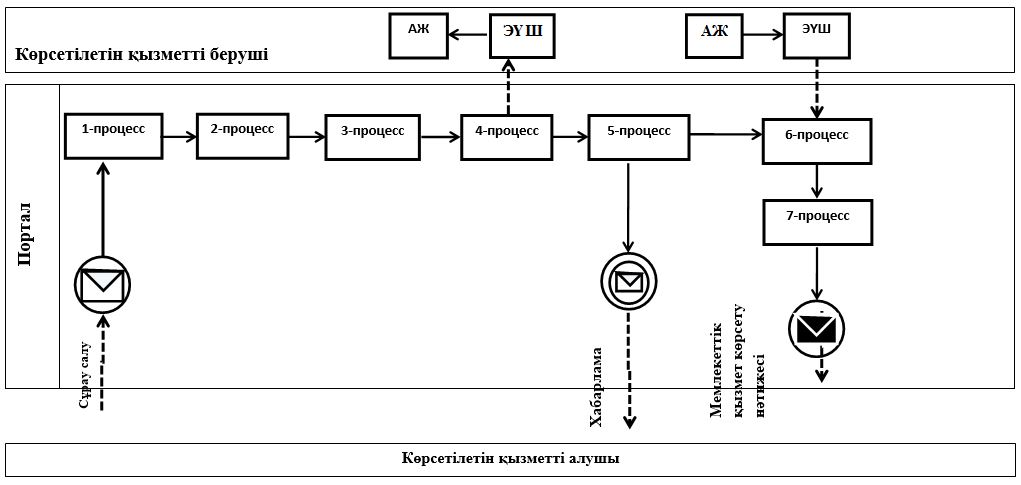 АЖ
ЭҮШ
АЖ
ЭҮШ
Көрсетілетін қызметті беруші
Портал
1-процесс
2-процесс
3-процесс
4-процесс
5-процесс
6-процесс
7-процесс
Сұрау салу
Хабарлама
Мемлекеттік
қызмет көрсету
нәтижесі
Көрсетілетін қызметті алушы